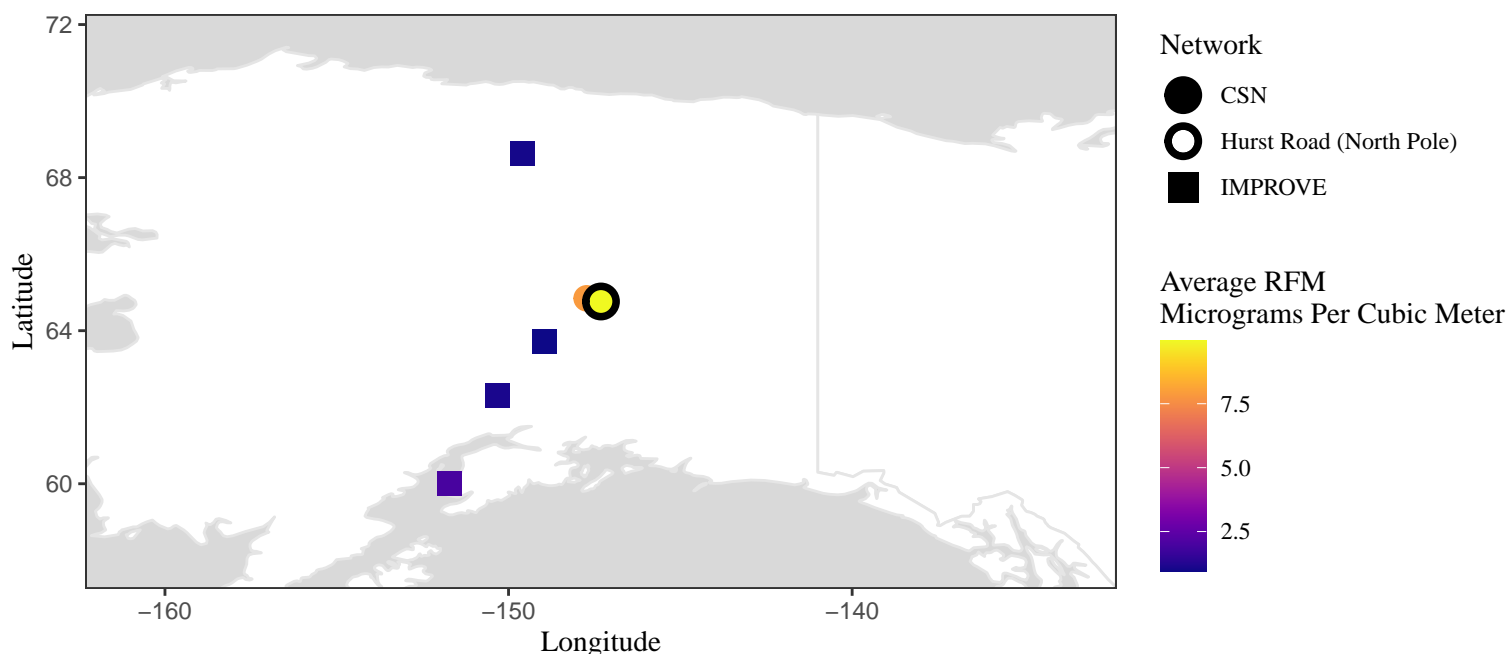 72
68
64
60
Latitude
−160
−150
−140
Longitude
Network
CSN
Hurst Road (North Pole)
IMPROVE
Average RFM
Micrograms Per Cubic Meter
7.5
5.0
2.5